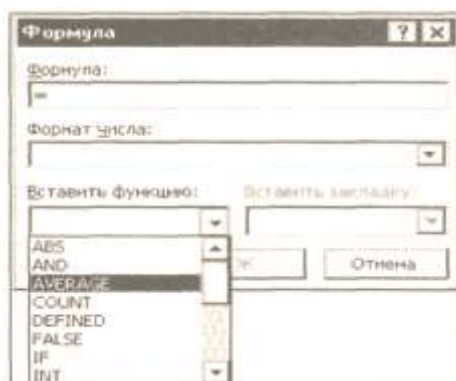 Формула ? ×
Формула:
=
Формат числа:
Вставить функцию: Вставить закладку:
ABS
AND
AVERAGE
COUNT
DEFINED
FALSE
IF
INT
Отмена